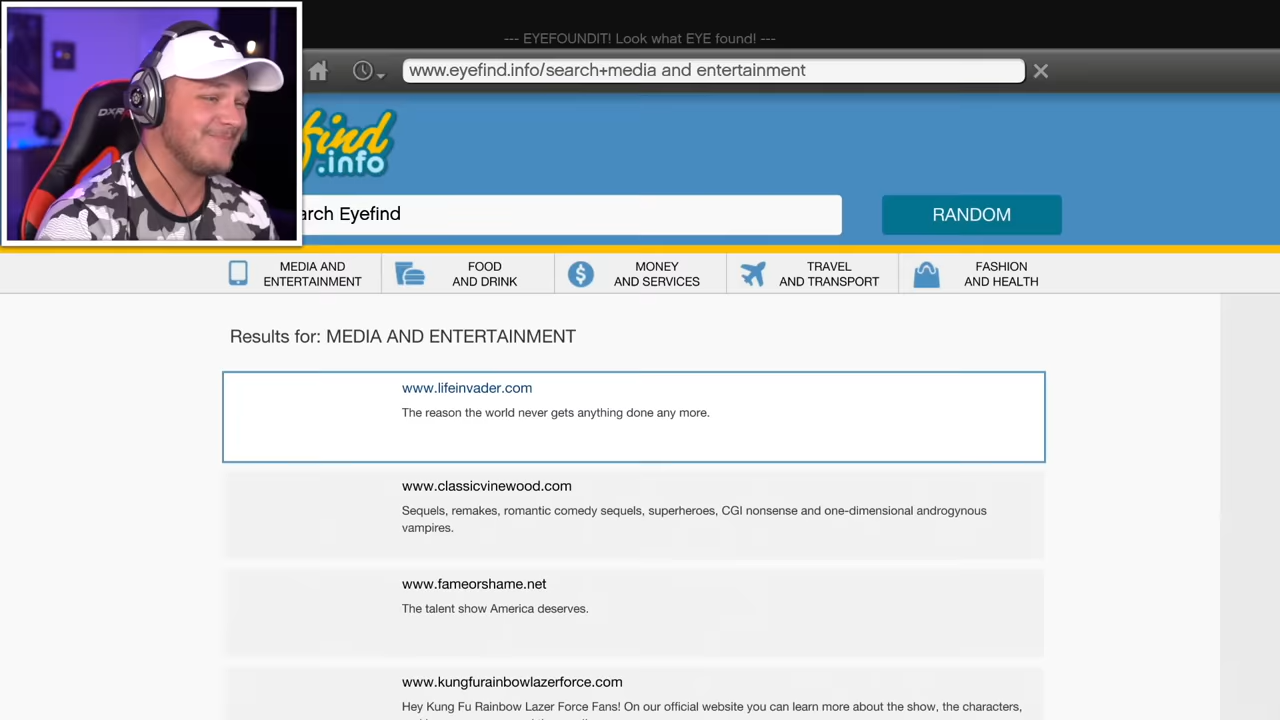 --- EYEFOUNDIT! Look what EYE found! ---
www.eyefind.info/search+media and entertainment
find
.info
arch Eyefind
RANDOM
MEDIA AND
ENTERTAINMENT
FOOD
AND DRINK
MONEY
AND SERVICES
TRAVEL
AND TRANSPORT
FASHION
AND HEALTH
Results for: MEDIA AND ENTERTAINMENT
www.lifeinvader.com
The reason the world never gets anything done any more.
www.classicvinewood.com
Sequels, remakes, romantic comedy sequels, superheroes, CGI nonsense and one-dimensional androgynous
vampires.
www.fameorshame.net
The talent show America deserves.
www.kungfurainbowlazerforce.com
Hey Kung Fu Rainbow Lazer Force Fans! On our official website you can learn more about the show, the characters,